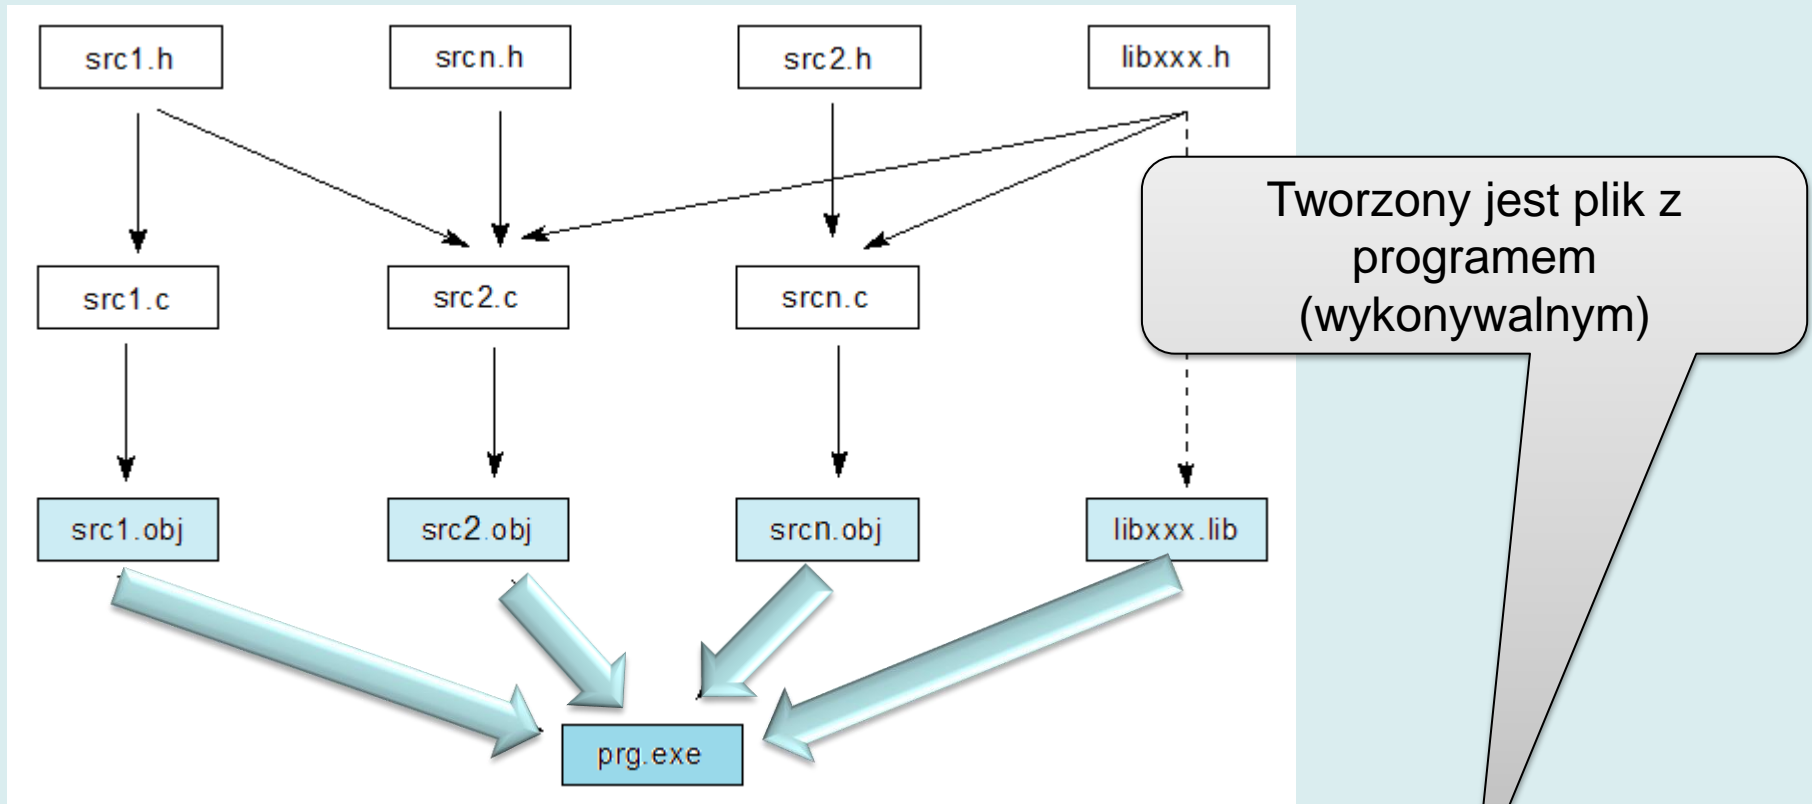 src1.h
srcn.h
src2.h
libxxx.h
Tworzony jest plik z
programem
(wykonywalnym)
src1.c
src2.c
srcn.c
src1.obj
src2.obj
srcn.obj
libxxx.lib
prg.exe